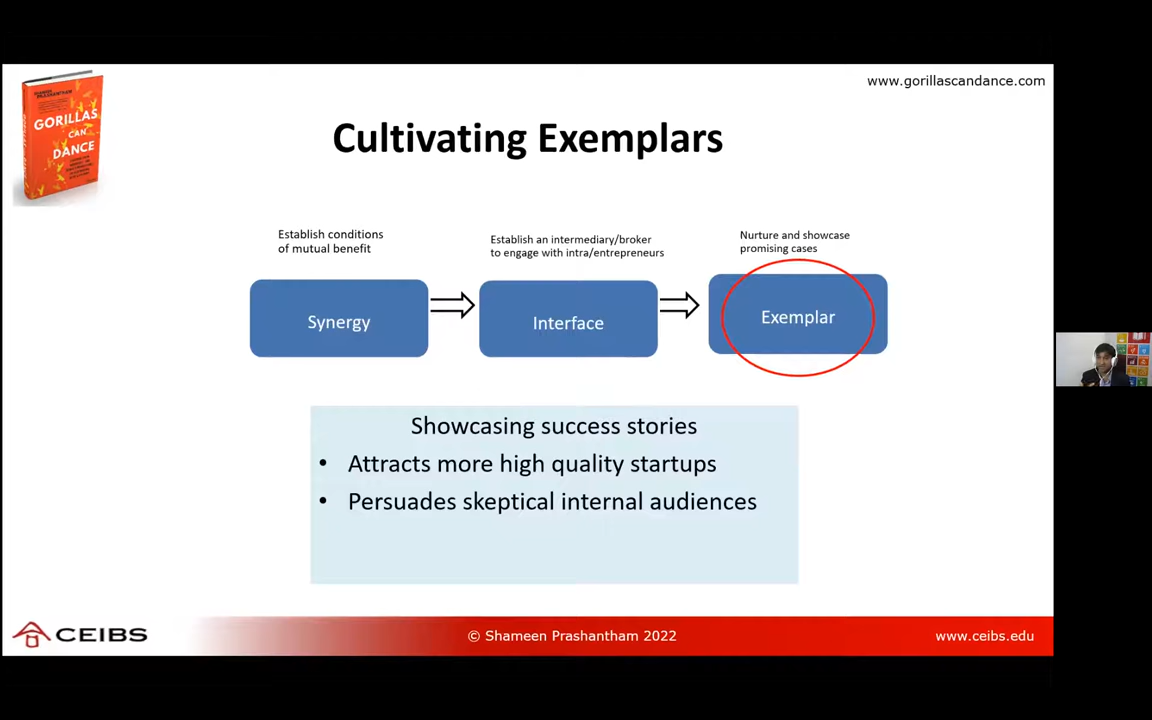 www.gorillascandance.com
GORILLAS
CAN
DANCE
Cultivating Exemplars
Establish conditions
of mutual benefit
Establish an intermediary/broker
to engage with intra/entrepreneurs
Nurture and showcase
promising cases
Synergy
Interface
Exemplar
Showcasing success stories
• Attracts more high quality startups
• Persuades skeptical internal audiences
CEIBS
© Shameen Prashantham 2022
www.ceibs.edu